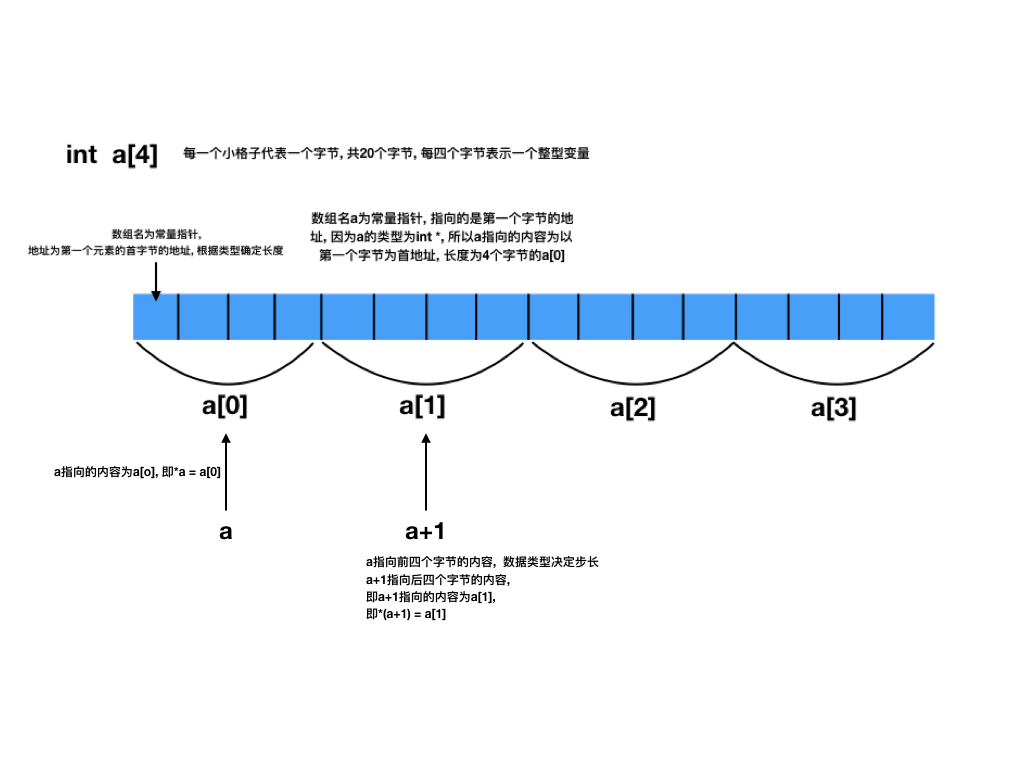 int a[4]
每一个小格子代表一个字节, 共20个字节, 每四个字节表示一个整型变量
数组名为常量指针,
地址为第一个元素的首字节的地址, 根据类型确定长度
数组名a为常量指针, 指向的是第一个字节的地
址, 因为a的类型为int *, 所以a指向的内容为以
第一个字节为首地址, 长度为4个字节的a[0]
a[0]
a[1]
a[2]
a[3]
a指向的内容为a[o], 即*a = a[0]
a
a+1
a指向前四个字节的内容, 数据类型决定步长
a+1指向后四个字节的内容,
即a+1指向的内容为a[1],
即*(a+1) = a[1]